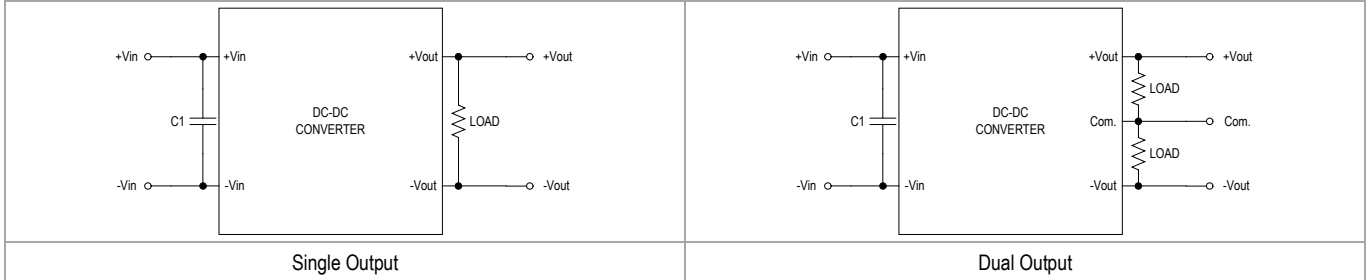 +Vin
+Vin
C1
-Vin
-Vin
DC-DC
CONVERTER
+Vout
+Vout
LOAD
-Vout
-Vout
Single Output
+Vin
+Vin
C1
-Vin
-Vin
DC-DC
CONVERTER
+Vout
+Vout
LOAD
Com.
Com.
LOAD
-Vout
-Vout
Dual Output